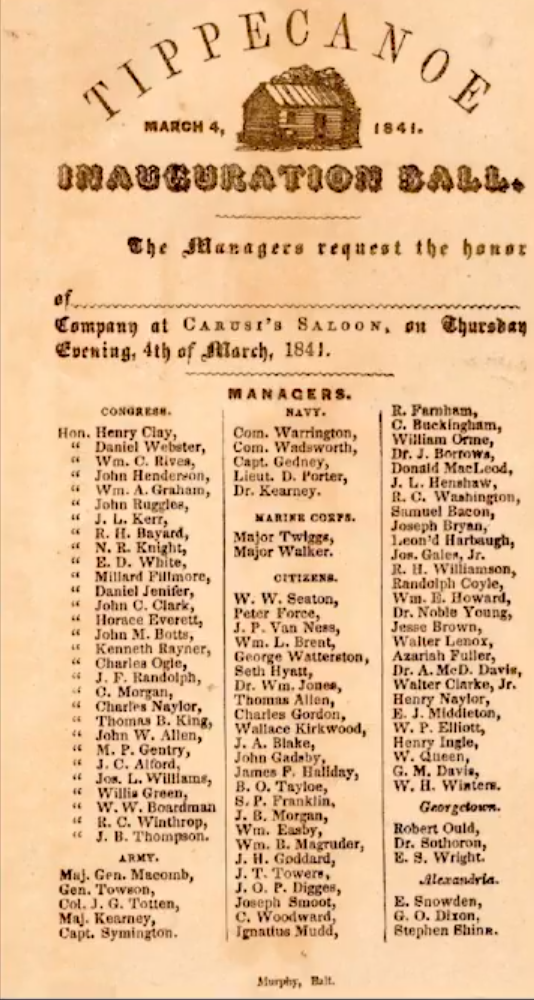 TIPPECANOE
MARCH 4, 1841.
INAUGURATION BALL.
The Managers request the honor
of
Company at CARUSI'S SALOON, on Thursday
Evening, 4th of March, 1841.
MANAGERS.
CONGRESS.
Hon. Henry Clay,
“ Daniel Webster,
“ Wm. C. Rives,
“ John Henderson,
“ Wm. A. Graham,
“ John Ruggles,
“ J. L. Kerr,
“ R. H. Bayard,
“ N. R. Knight,
“ E. D. White,
“ Millard Fillmore,
“ Daniel Jenifer,
“ John C. Clark,
“ Horace Everett,
“ John M. Botts,
“ Kenneth Rayner,
“ Charles Ogle,
“ J. F. Randolph,
“ C. Morgan,
“ Charles Naylor,
“ Thomas B. King,
“ John W. Allen,
“ M. P. Gentry,
“ J. C. Alford,
“ Jos. L. Williams,
“ Willis Green,
“ W. W. Boardman
“ R. C. Winthrop,
“ J. B. Thompson.
ARMY.
Maj. Gen. Macomb,
Gen. Towson,
Col. J. G. Totten,
Maj. Kearney,
Capt. Symington.
NAVY.
Com. Warrington,
Com. Wadsworth,
Capt. Gedney,
Lieut. D. Porter,
Dr. Kearney.
MARINE CORPS.
Major Twiggs,
Major Walker.
CITIZENS.
W. W. Seaton,
Peter Force,
J. P. Van Ness,
Wm. L. Brent,
George Watterston,
Seth Hyatt,
Dr. Wm. Jones,
Thomas Allen,
Charles Gordon,
Wallace Kirkwood,
J. A. Blake,
John Gadsby,
James F. Haliday,
B. O. Tayloe,
S. P. Franklin,
J. B. Morgan,
Wm. Easby,
Wm. B. Magruder,
J. H. Goddard,
J. T. Towers,
J. O. P. Digges,
Joseph Smoot,
C. Woodward,
Ignatius Mudd,
R. Farnham,
C. Buckingham,
William Orme,
Dr. J. Borrows,
Donald MacLeod,
J. L. Henshaw,
R. C. Washington,
Samuel Bacon,
Joseph Bryan,
Leon'd Harbaugh,
Jos. Gales, Jr.
R. H. Williamson,
Randolph Coyle,
Wm. E. Howard,
Dr. Noble Young,
Jesse Brown,
Walter Lenox,
Azariah Fuller,
Dr. A. McD. Davis,
Walter Clarke, Jr.
Henry Naylor,
E. J. Middleton,
W. P. Elliott,
Henry Ingle,
W. Queen,
G. M. Davis,
W. H. Winters.
Georgetown.
Robert Ould,
Dr. Sothoron,
E. S. Wright.
Alexandria.
E. Snowden,
G. O. Dixon,
Stephen Shinn.
Murphy, Balt.